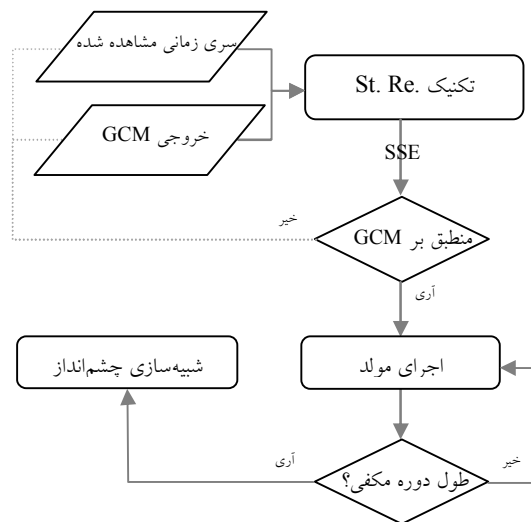 سری زمانی مشاهده شده
تکنیک St. Re.
خروجی GCM
SSE
خیر
منطبق بر GCM
آری
شبیه‌سازی چشم‌انداز
اجرای مولد
آری
طول دوره مکفی؟
خیر